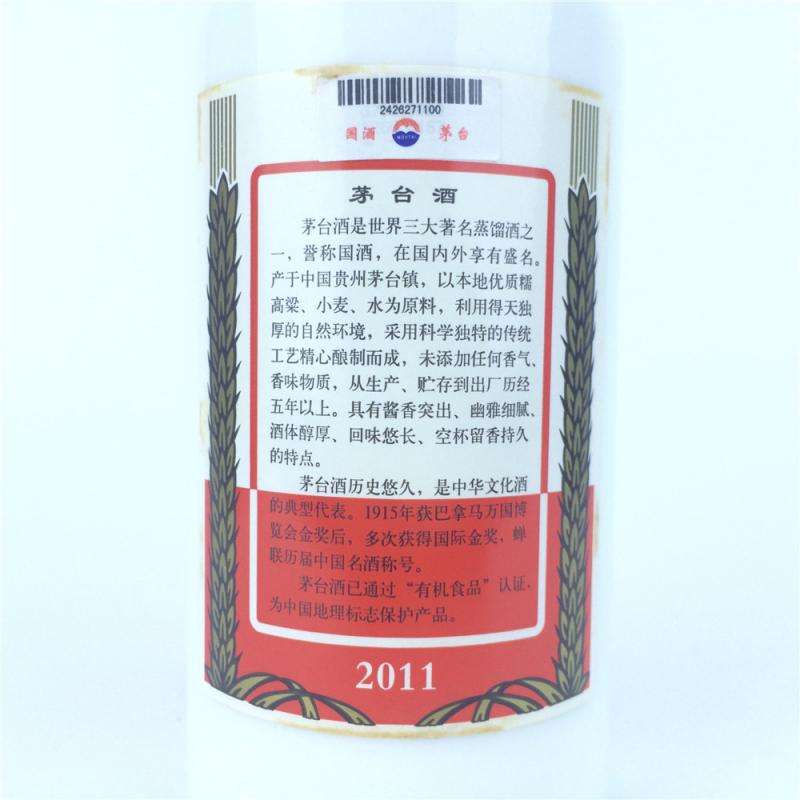 2426271100
国酒 MOUTAI 茅台
茅台酒
茅台酒是世界三大著名蒸馏酒之
一，誉称国酒，在国内外享有盛名。
产于中国贵州茅台镇，以本地优质糯
高粱、小麦、水为原料，利用得天独
厚的自然环境，采用科学独特的传统
工艺精心酿制而成，未添加任何香气、
香味物质，从生产、贮存到出厂历经
五年以上。具有酱香突出、幽雅细腻、
酒体醇厚、回味悠长、空杯留香持久
的特点。
茅台酒历史悠久，是中华文化酒
的典型代表。1915年获巴拿马万国博
览会金奖后，多次获得国际金奖，蝉
联历届中国名酒称号。
茅台酒已通过“有机食品”认证，
为中国地理标志保护产品。
2011